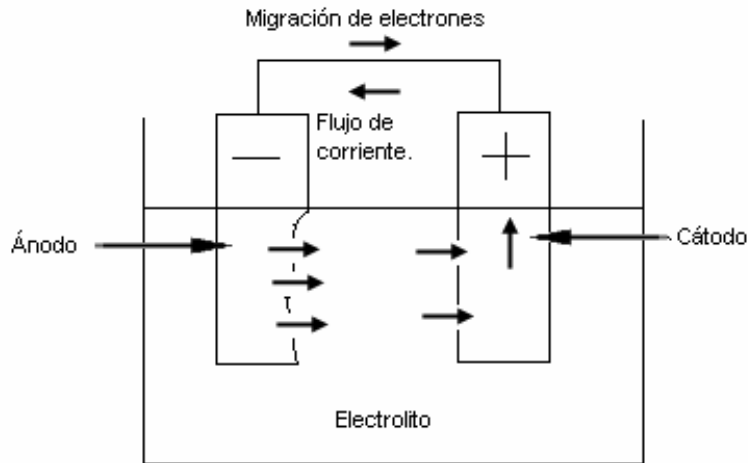 Migración de electrones
Flujo de
corriente.
—
+
Ánodo
Cátodo
Electrolito